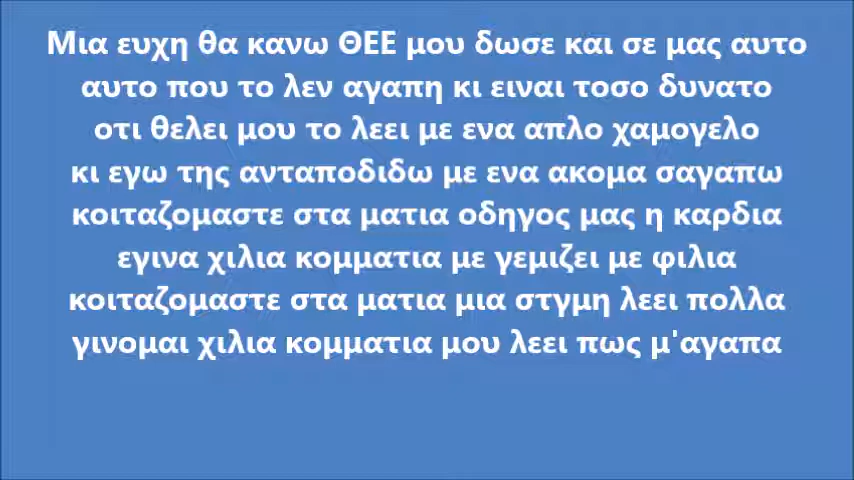 Μια ευχη θα κανω ΘΕΕ μου δωσε και σε μας αυτο
αυτο που το λεν αγαπη κι ειναι τοσο δυνατο
οτι θελει μου το λεει με ενα απλο χαμογελο
κι εγω της ανταποδιδω με ενα ακομα σαγαπω
κοιταζομαστε στα ματια οδηγος μας η καρδια
εγινα χιλια κομματια με γεμιζει με φιλια
κοιταζομαστε στα ματια μια στγμη λεει πολλα
γινομαι χιλια κομματια μου λεει πως μ'αγαπα